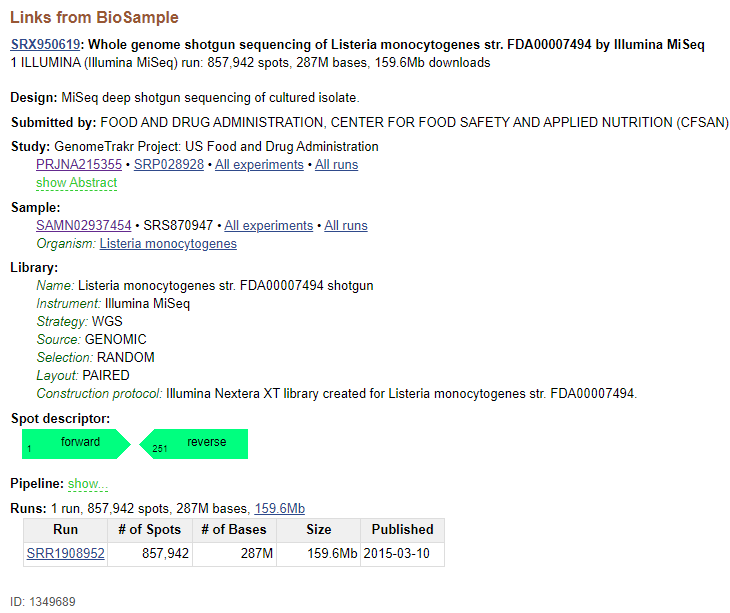 Links from BioSample
SRX950619: Whole genome shotgun sequencing of Listeria monocytogenes str. FDA00007494 by Illumina MiSeq
1 ILLUMINA (Illumina MiSeq) run: 857,942 spots, 287M bases, 159.6Mb downloads
Design: MiSeq deep shotgun sequencing of cultured isolate.
Submitted by: FOOD AND DRUG ADMINISTRATION, CENTER FOR FOOD SAFETY AND APPLIED NUTRITION (CFSAN)
Study: GenomeTrakr Project: US Food and Drug Administration
PRJNA215355 • SRP028928 • All experiments • All runs
show Abstract
Sample:
SAMN02937454 • SRS870947 • All experiments • All runs
Organism: Listeria monocytogenes
Library:
Name: Listeria monocytogenes str. FDA00007494 shotgun
Instrument: Illumina MiSeq
Strategy: WGS
Source: GENOMIC
Selection: RANDOM
Layout: PAIRED
Construction protocol: Illumina Nextera XT library created for Listeria monocytogenes str. FDA00007494.
Spot descriptor:
1 forward 251 reverse
Pipeline: show...
Runs: 1 run, 857,942 spots, 287M bases, 159.6Mb
Run # of Spots # of Bases Size Published
SRR1908952 857,942 287M 159.6Mb 2015-03-10
ID: 1349689